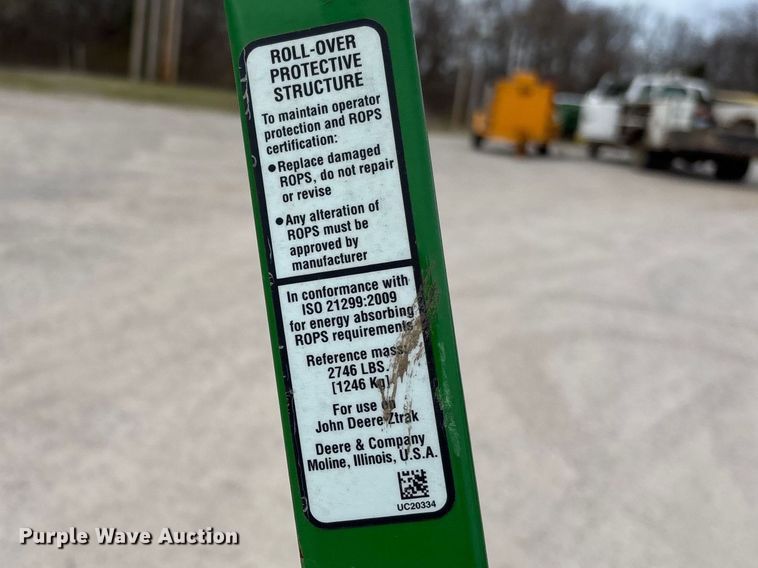 ROLL-OVER
PROTECTIVE
STRUCTURE
To maintain operator
protection and ROPS
certification:
•Replace damaged
ROPS, do not repair
or revise
•Any alteration of
ROPS must be
approved by
manufacturer
In conformance with
ISO 21299:2009
for energy absorbing
ROPS requirements
Reference mass:
2746 LBS.
[1246 Kg]
For use on
John Deere Ztrak
Deere & Company
Moline, Illinois, U.S.A.
UC20334
Purple Wave Auction